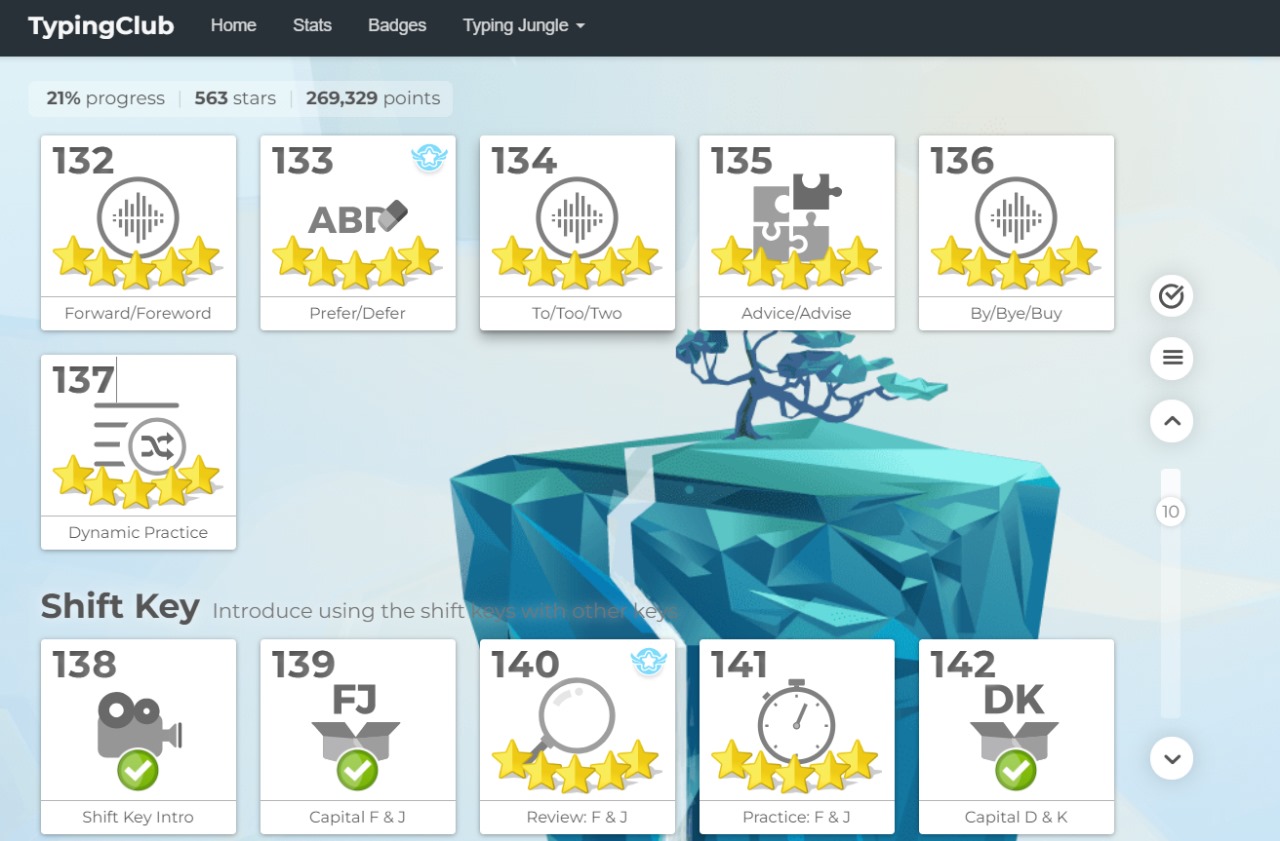 TypingClub Home Stats Badges Typing Jungle
21% progress 563 stars 269,329 points
132 133 134 135 136
ABD
Forward/Foreword Prefer/Defer To/Too/Two Advice/Advise By/Bye/Buy
137
Dynamic Practice
10
Shift Key Introduce using the shift keys with other keys
138 139 140 141 142
FJ DK
Shift Key Intro Capital F & J Review: F & J Practice: F & J Capital D & K